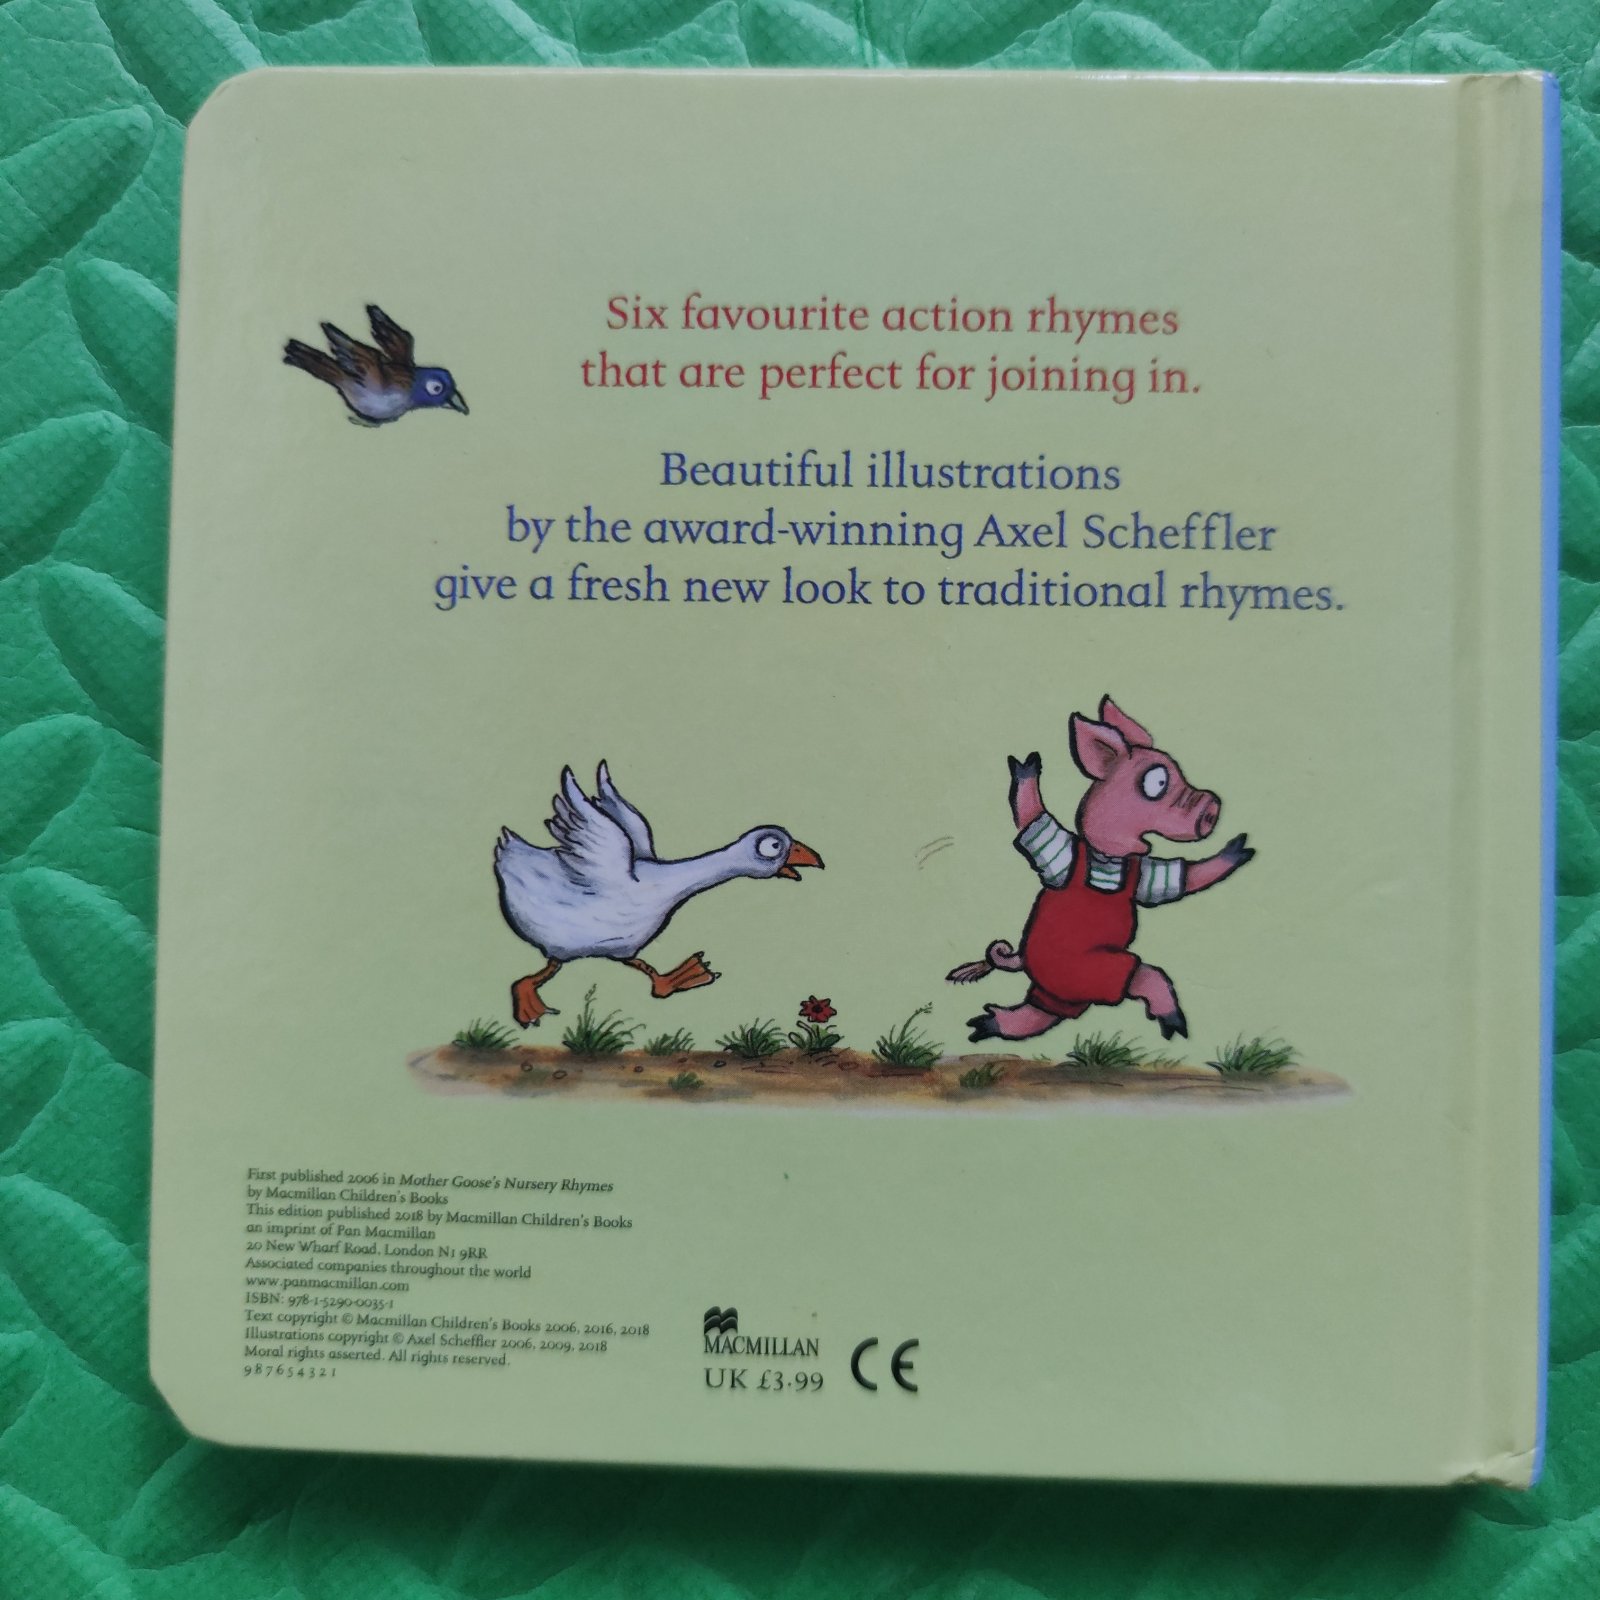 Six favourite action rhymes
that are perfect for joining in.
Beautiful illustrations
by the award-winning Axel Scheffler
give a fresh new look to traditional rhymes.
First published 2006 in Mother Goose's Nursery Rhymes
by Macmillan Children's Books
This edition published 2018 by Macmillan Children's Books
an imprint of Pan Macmillan
20 New Wharf Road, London N1 9RR
Associated companies throughout the world
www.panmacmillan.com
ISBN: 978-1-5290-0035-1
Text copyright © Macmillan Children's Books 2006, 2016, 2018
Illustrations copyright © Axel Scheffler 2006, 2009, 2018
Moral rights asserted. All rights reserved.
9 8 7 6 5 4 3 2 1
MACMILLAN
UK £3.99
CE